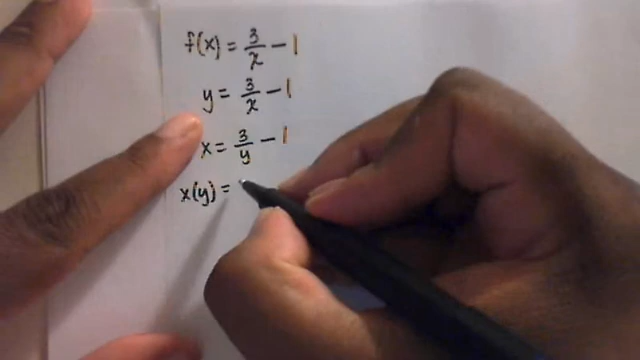 f(x) = 3/x - 1
y = 3/x - 1
x = 3/y - 1
x(y) =